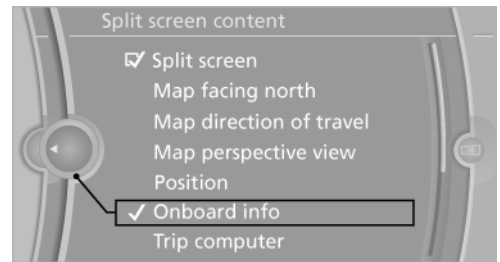 Split screen content
Split screen
Map facing north
Map direction of travel
Map perspective view
Position
Onboard info
Trip computer